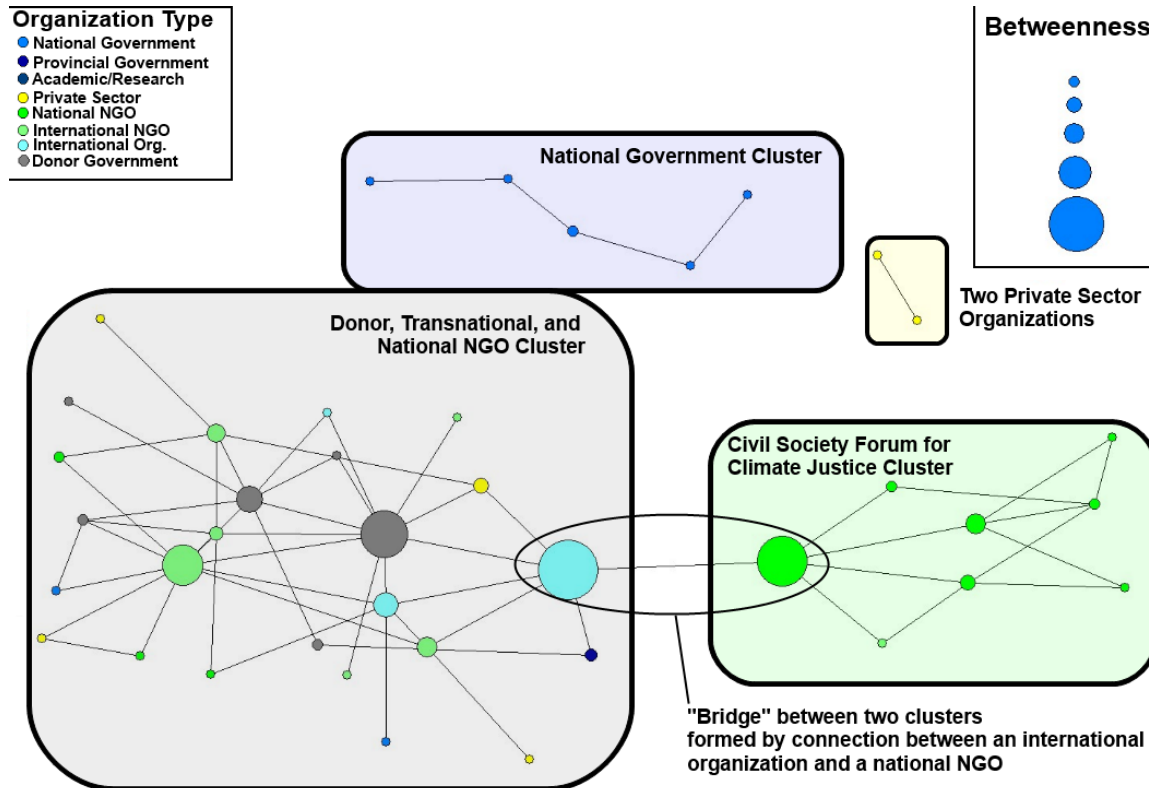 Organization Type
National Government
Provincial Government
Academic/Research
Private Sector
National NGO
International NGO
International Org.
Donor Government
Betweenness
National Government Cluster
Two Private Sector
Organizations
Donor, Transnational, and
National NGO Cluster
Civil Society Forum for
Climate Justice Cluster
"Bridge" between two clusters
formed by connection between an international
organization and a national NGO